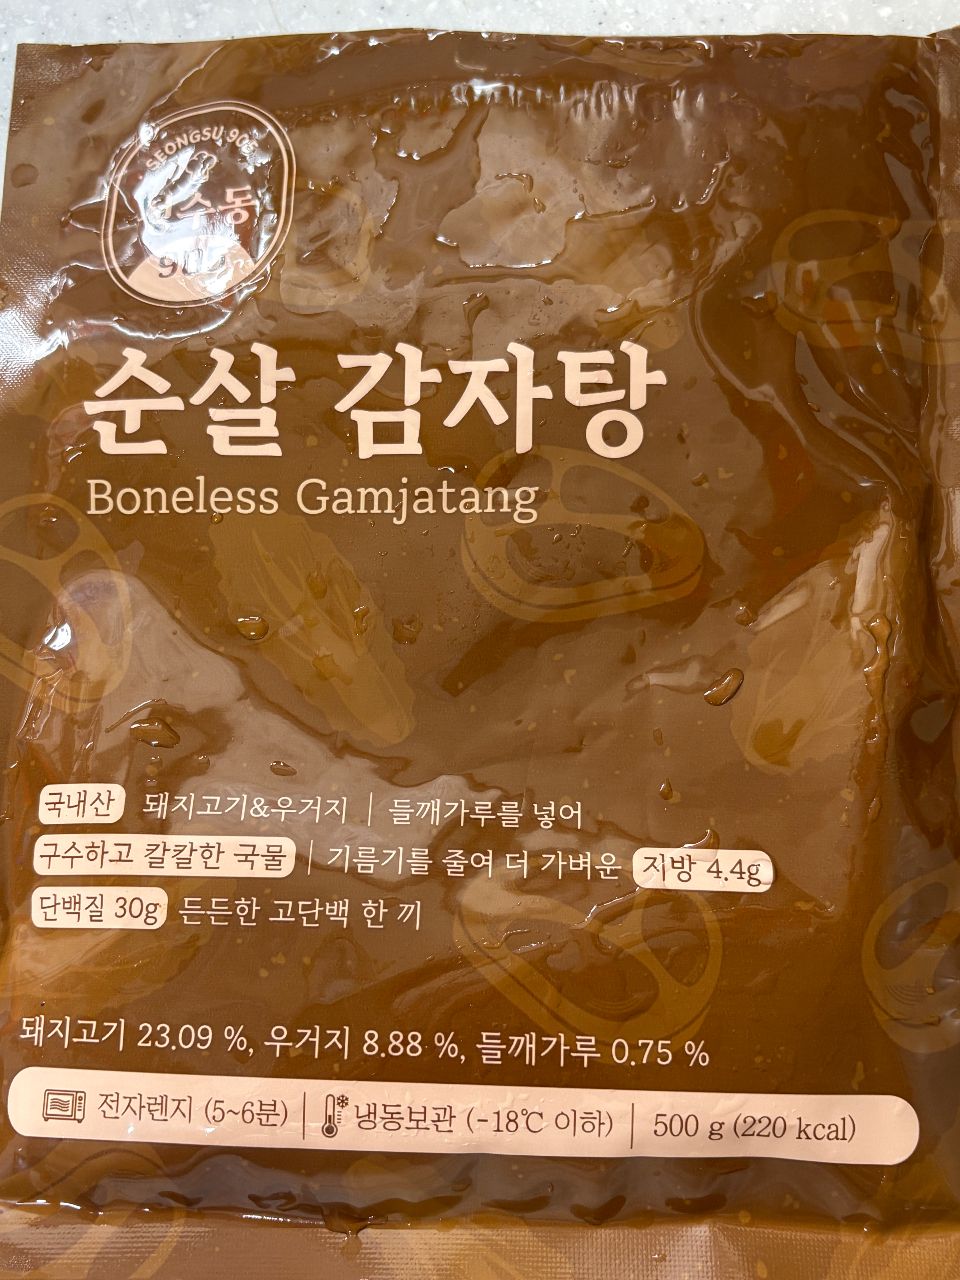 SEONGSU 905
수동
순살 감자탕
Boneless Gamjatang
국내산 돼지고기&우거지 | 들깨가루를 넣어
구수하고 칼칼한 국물 | 기름기를 줄여 더 가벼운 지방 4.4g
단백질 30g 든든한 고단백 한 끼
돼지고기 23.09 %, 우거지 8.88 %, 들깨가루 0.75 %
전자렌지 (5~6분) | 냉동보관 (-18℃ 이하) | 500 g (220 kcal)